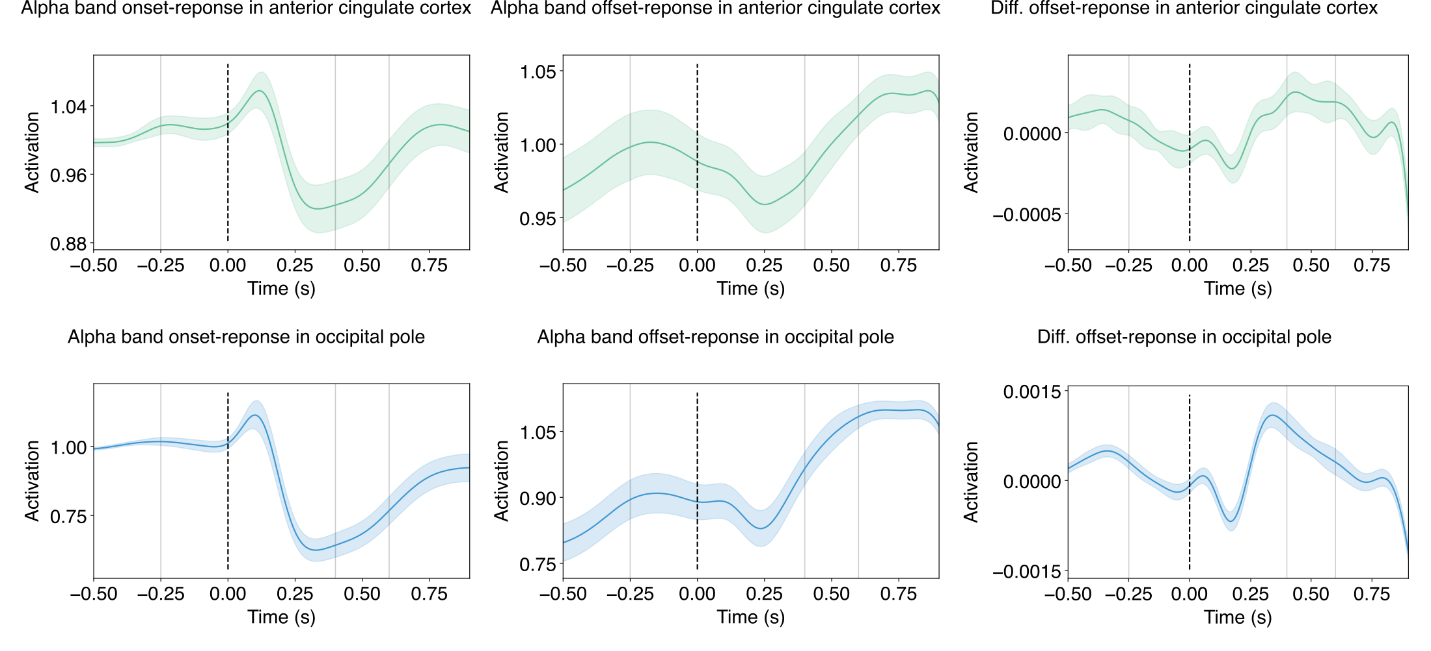 Alpha band onset-reponse in anterior cingulate cortex
Alpha band offset-reponse in anterior cingulate cortex
Diff. offset-reponse in anterior cingulate cortex
Activation
1.04
0.96
0.88
−0.50 −0.25 0.00 0.25 0.50 0.75
Time (s)
Activation
1.05
1.00
0.95
−0.50 −0.25 0.00 0.25 0.50 0.75
Time (s)
Activation
0.0000
−0.0005
−0.50 −0.25 0.00 0.25 0.50 0.75
Time (s)
Alpha band onset-reponse in occipital pole
Alpha band offset-reponse in occipital pole
Diff. offset-reponse in occipital pole
Activation
1.00
0.75
−0.50 −0.25 0.00 0.25 0.50 0.75
Time (s)
Activation
1.05
0.90
0.75
−0.50 −0.25 0.00 0.25 0.50 0.75
Time (s)
Activation
0.0015
0.0000
−0.0015
−0.50 −0.25 0.00 0.25 0.50 0.75
Time (s)